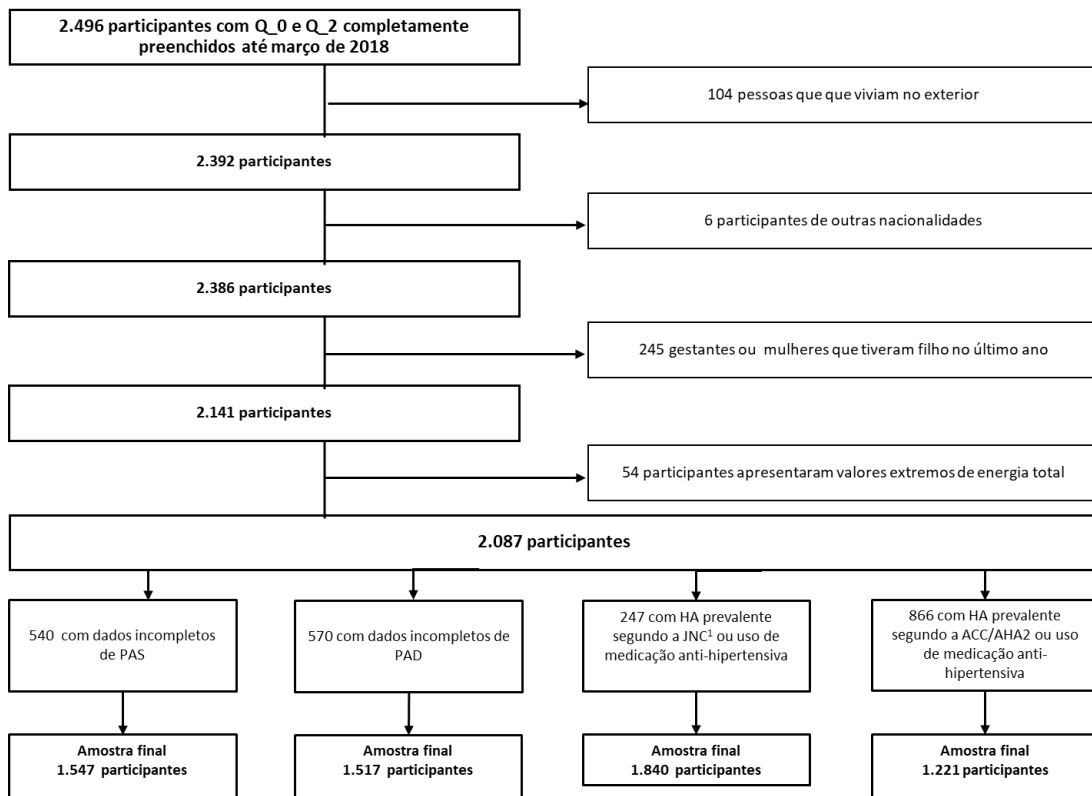 2.496 participantes com Q_0 e Q_2 completamente
preenchidos até março de 2018
104 pessoas que que viviam no exterior
2.392 participantes
6 participantes de outras nacionalidades
2.386 participantes
245 gestantes ou mulheres que tiveram filho no último ano
2.141 participantes
54 participantes apresentaram valores extremos de energia total
2.087 participantes
540 com dados incompletos
de PAS
570 com dados incompletos de
PAD
247 com HA prevalente
segundo a JNC¹ ou uso de
medicação anti-hipertensiva
866 com HA prevalente
segundo a ACC/AHA2 ou uso
de medicação anti-
hipertensiva
Amostra final
1.547 participantes
Amostra final
1.517 participantes
Amostra final
1.840 participantes
Amostra final
1.221 participantes